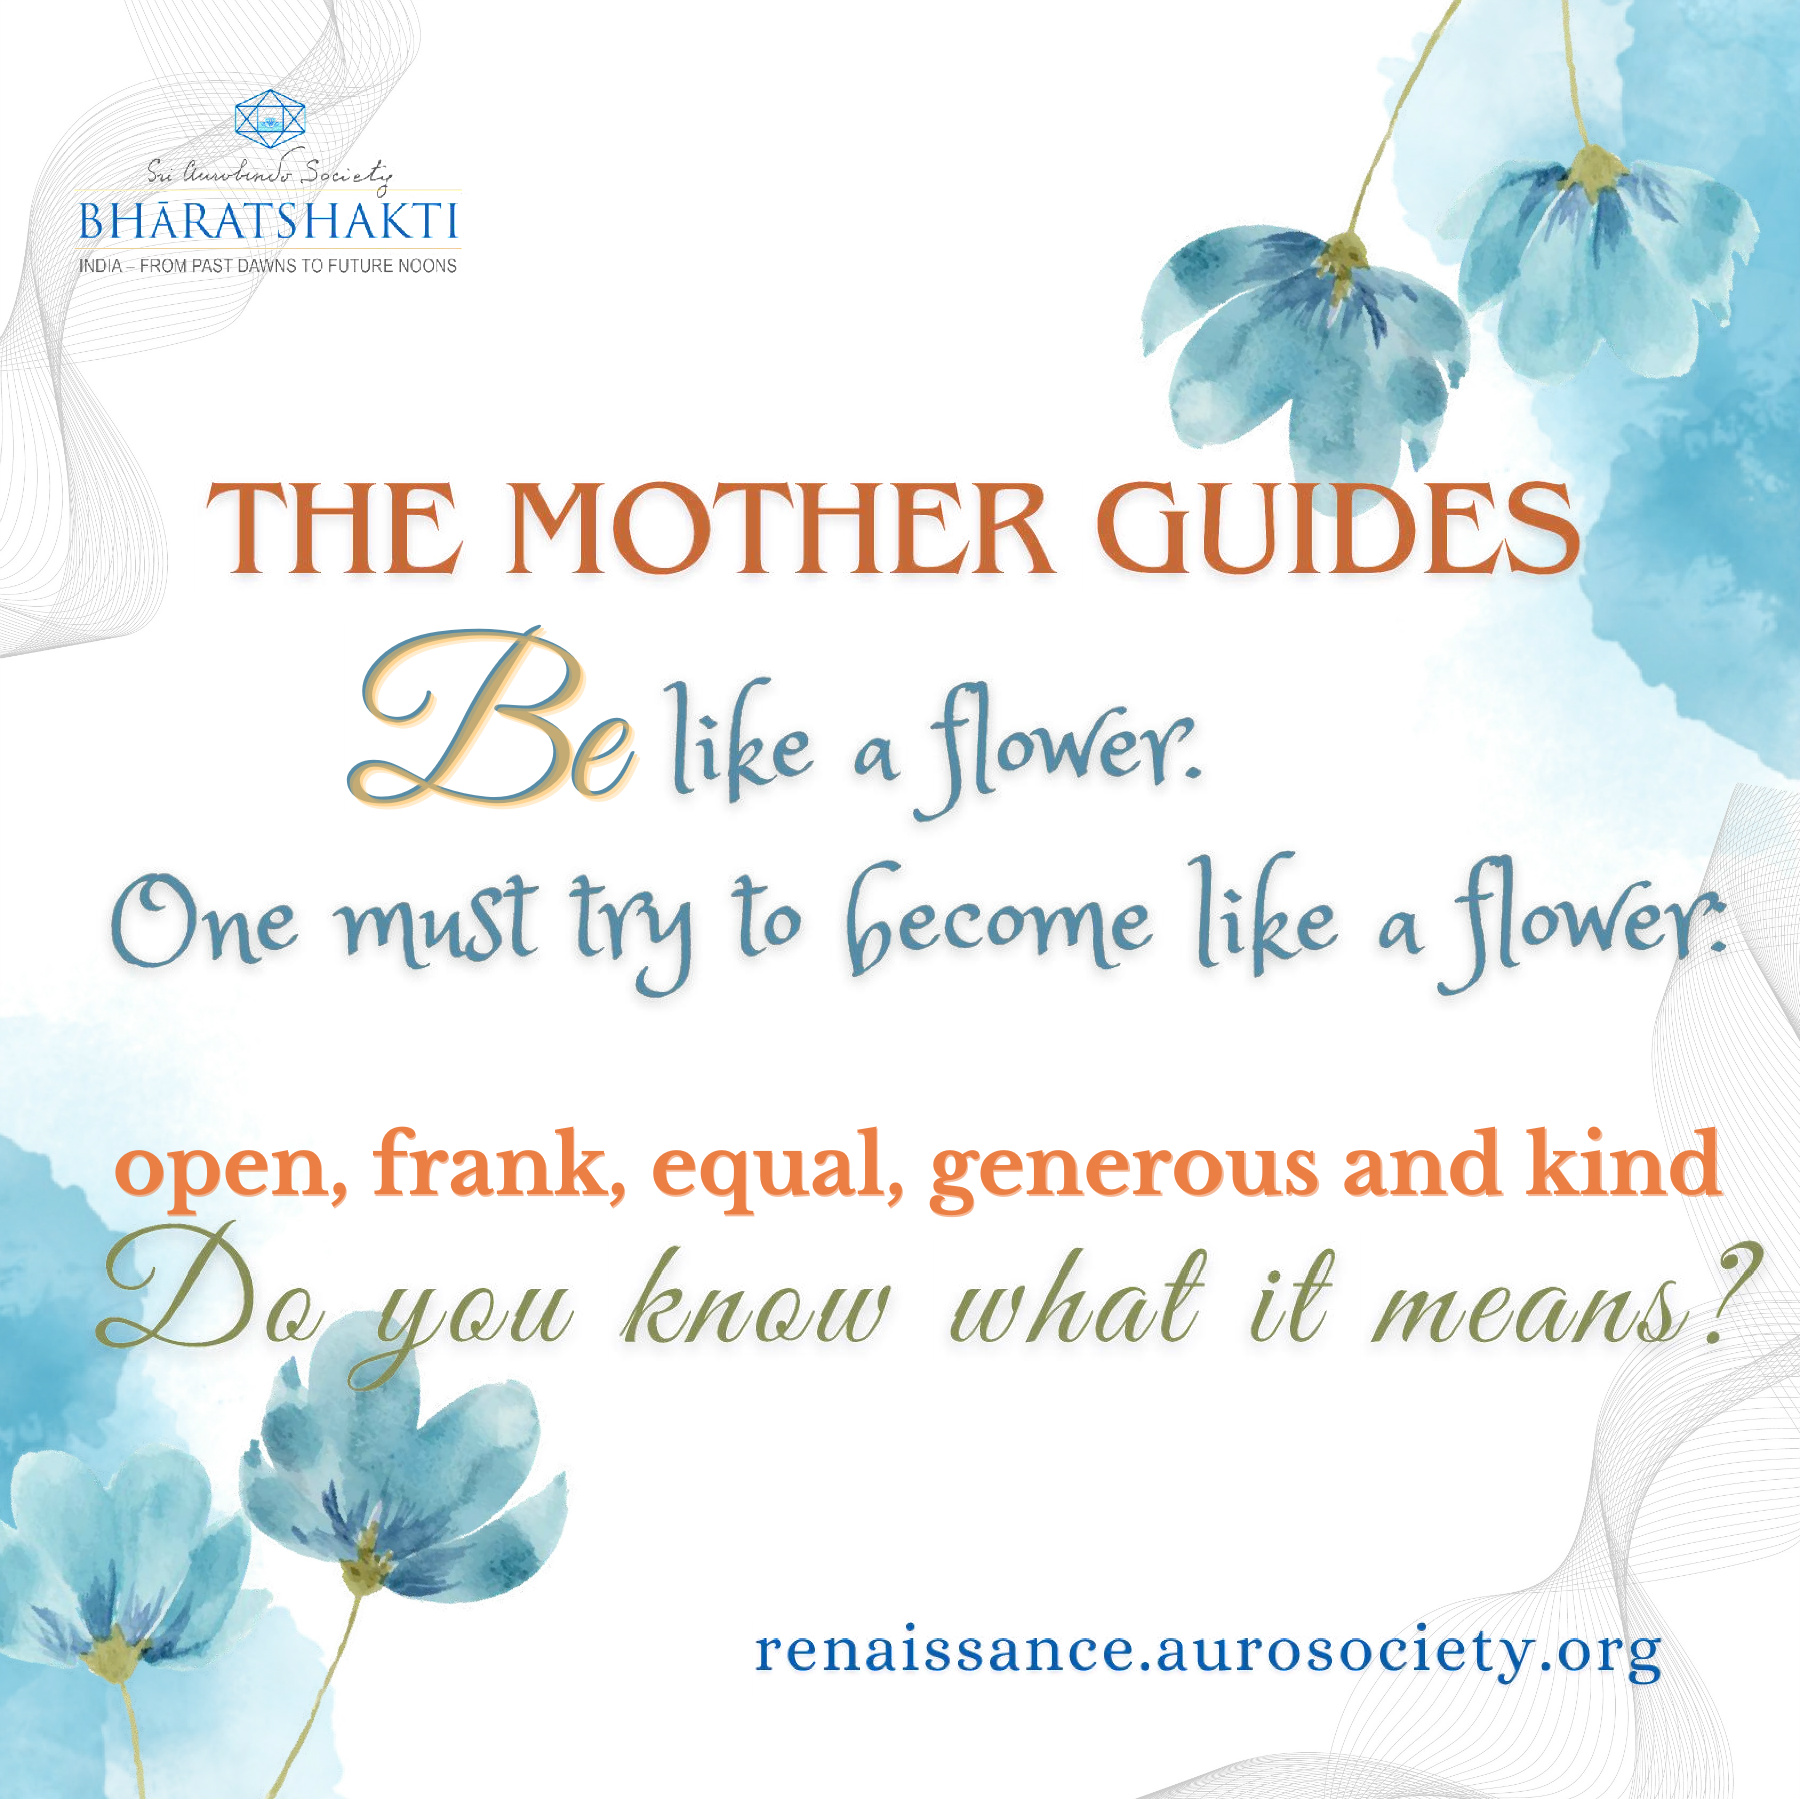 Sri Aurobindo Society
BHĀRATSHAKTI
INDIA – FROM PAST DAWNS TO FUTURE NOONS
THE MOTHER GUIDES
Be like a flower.
One must try to become like a flower:
open, frank, equal, generous and kind
Do you know what it means?
renaissance.aurosociety.org